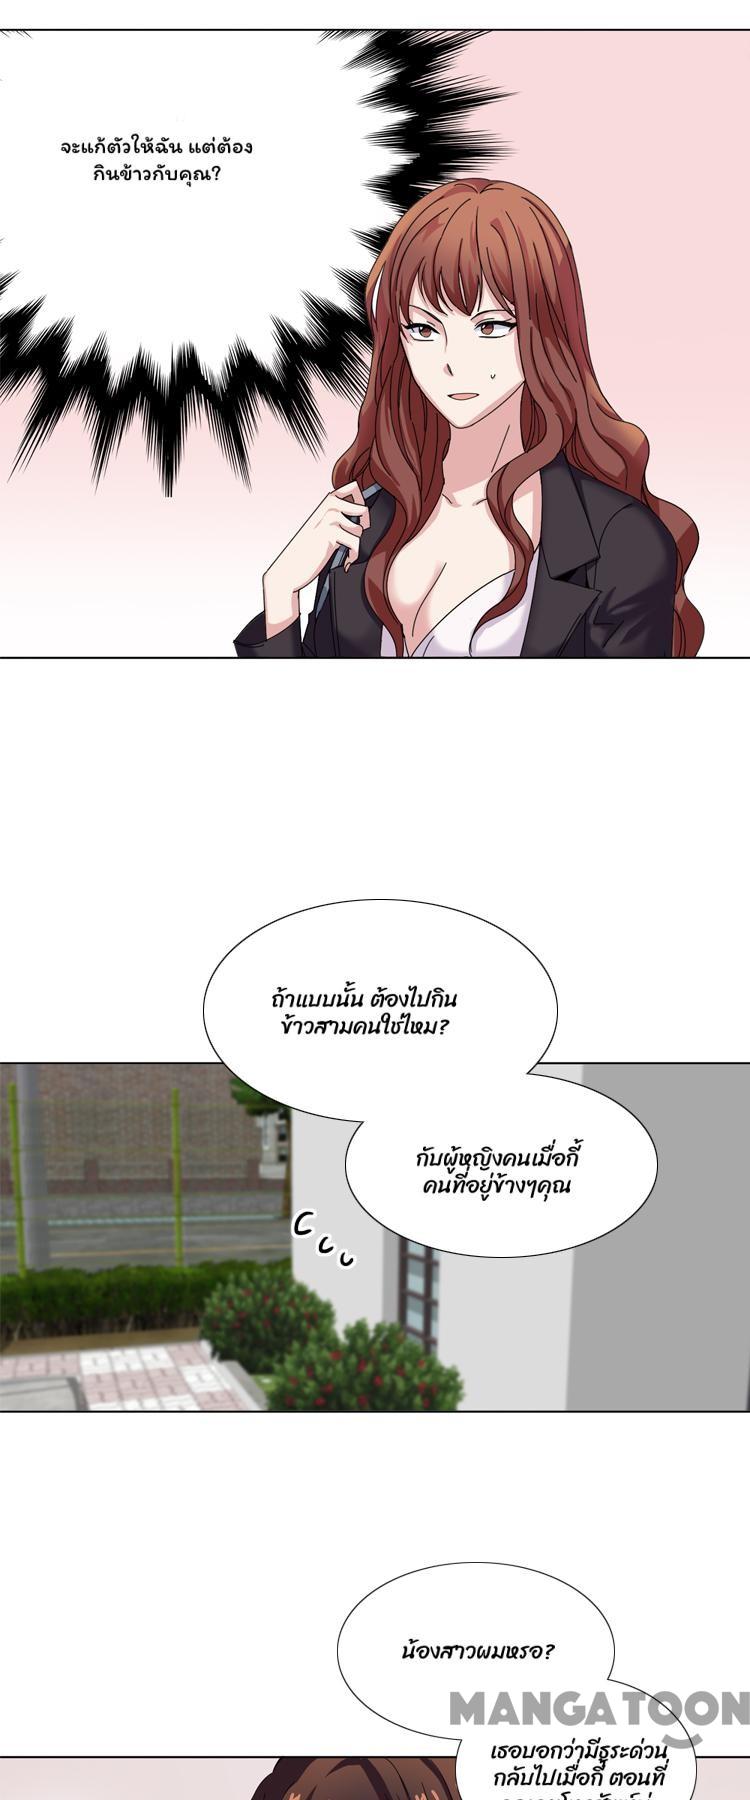 จะแก้ตัวให้ฉัน แต่ต้อง
กินข้าวกับคุณ?
ถ้าแบบนั้น ต้องไปกิน
ข้าวสามคนใช่ไหม?
กับผู้หญิงคนเมื่อกี้
คนที่อยู่ข้างๆคุณ
น้องสาวผมหรอ?
MANGATOON
เธอบอกว่ามีธุระด่วน
กลับไปเมื่อกี้ ตอนที่